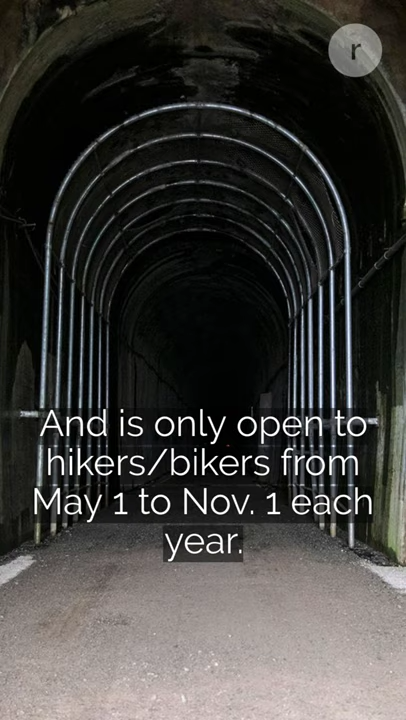 r
And is only open to
hikers/bikers from
May 1 to Nov. 1 each
year.